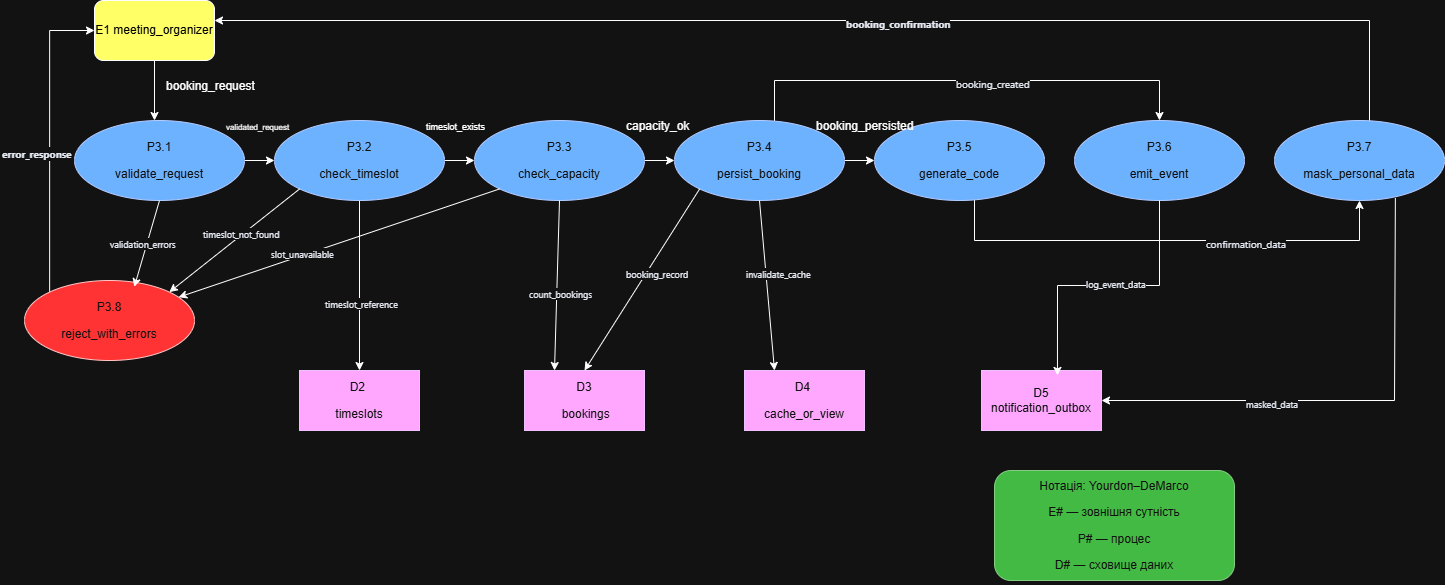 E1 meeting_organizer
booking_confirmation
booking_request
booking_created
validated_request
timeslot_exists
capacity_ok
booking_persisted
error_response
P3.1
validate_request
P3.2
check_timeslot
P3.3
check_capacity
P3.4
persist_booking
P3.5
generate_code
P3.6
emit_event
P3.7
mask_personal_data
validation_errors
timeslot_not_found
slot_unavailable
booking_record
invalidate_cache
confirmation_data
log_event_data
count_bookings
timeslot_reference
P3.8
reject_with_errors
D2
timeslots
D3
bookings
D4
cache_or_view
D5
notification_outbox
masked_data
Нотація: Yourdon–DeMarco
E# — зовнішня сутність
P# — процес
D# — сховище даних